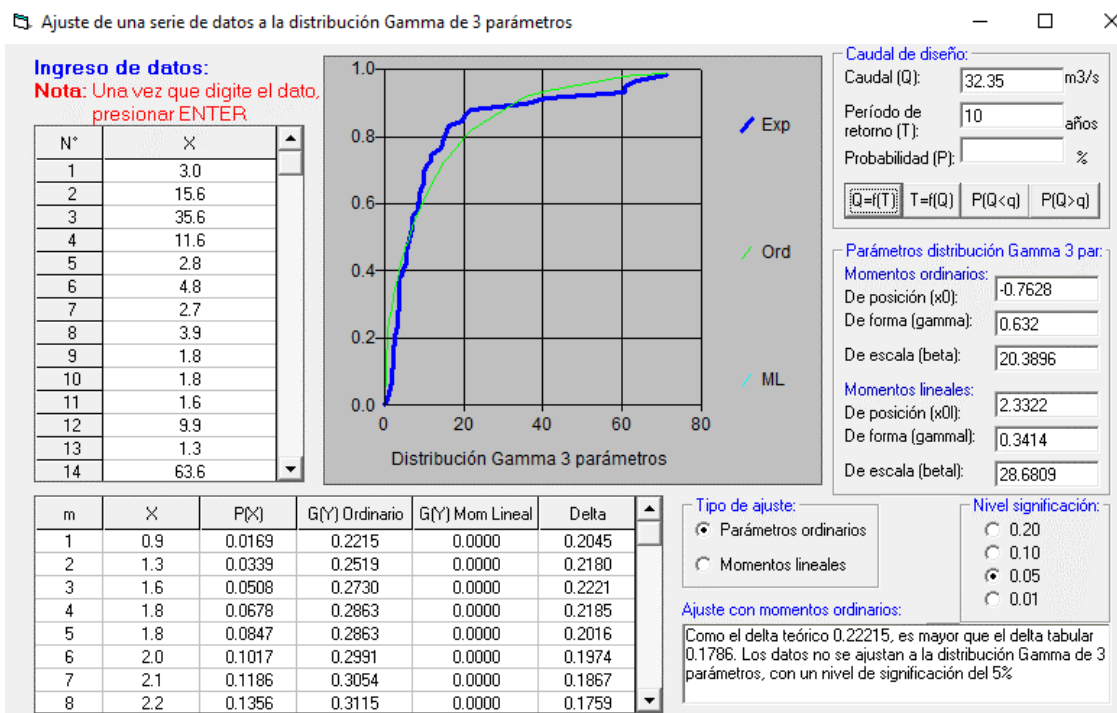 Ajuste de una serie de datos a la distribución Gamma de 3 parámetros
Ingreso de datos:
Nota: Una vez que digite el dato,
presionar ENTER
N° X
1 3.0
2 15.6
3 35.6
4 11.6
5 2.8
6 4.8
7 2.7
8 3.9
9 1.8
10 1.8
11 1.6
12 9.9
13 1.3
14 63.6
1.0
0.8
0.6
0.4
0.2
0.0
0 20 40 60 80
Distribución Gamma 3 parámetros
Exp
Ord
ML
Caudal de diseño:
Caudal (Q): 32.35 m3/s
Período de
retorno (T): 10 años
Probabilidad (P): %
Q=f(T) T=f(Q) P(Q<q) P(Q>q)
Parámetros distribución Gamma 3 par:
Momentos ordinarios:
De posición (x0): -0.7628
De forma (gamma): 0.632
De escala (beta): 20.3896
Momentos lineales:
De posición (x0l): 2.3322
De forma (gammal): 0.3414
De escala (betal): 28.6809
m X P(X) G(Y) Ordinario G(Y) Mom Lineal Delta
1 0.9 0.0169 0.2215 0.0000 0.2045
2 1.3 0.0339 0.2519 0.0000 0.2180
3 1.6 0.0508 0.2730 0.0000 0.2221
4 1.8 0.0678 0.2863 0.0000 0.2185
5 1.8 0.0847 0.2863 0.0000 0.2016
6 2.0 0.1017 0.2991 0.0000 0.1974
7 2.1 0.1186 0.3054 0.0000 0.1867
8 2.2 0.1356 0.3115 0.0000 0.1759
Tipo de ajuste:
Parámetros ordinarios
Momentos lineales
Nivel significación:
0.20
0.10
0.05
0.01
Ajuste con momentos ordinarios:
Como el delta teórico 0.22215, es mayor que el delta tabular
0.1786. Los datos no se ajustan a la distribución Gamma de 3
parámetros, con un nivel de significación del 5%